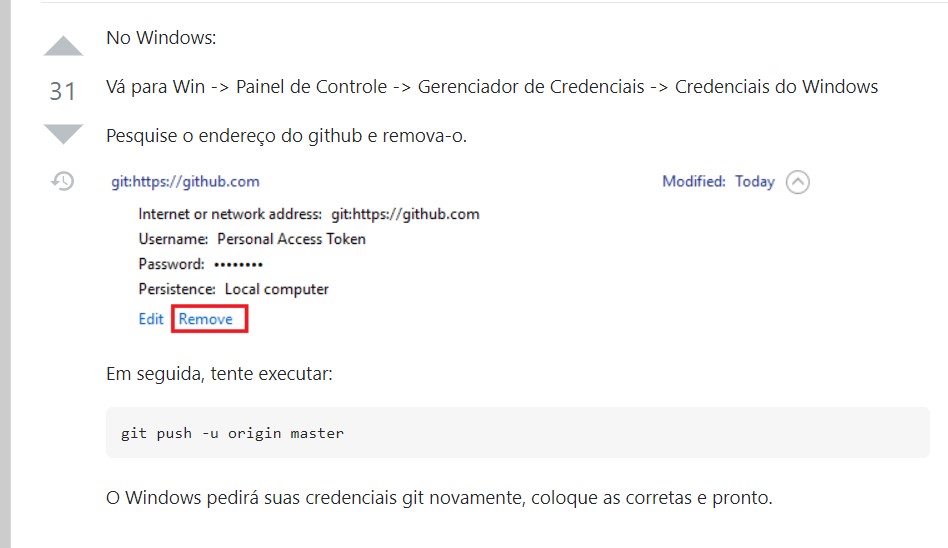 No Windows:
31
Vá para Win -> Painel de Controle -> Gerenciador de Credenciais -> Credenciais do Windows
Pesquise o endereço do github e remova-o.
git:https://github.com Modified: Today
Internet or network address: git:https://github.com
Username: Personal Access Token
Password: ••••••••
Persistence: Local computer
Edit Remove
Em seguida, tente executar:
git push -u origin master
O Windows pedirá suas credenciais git novamente, coloque as corretas e pronto.